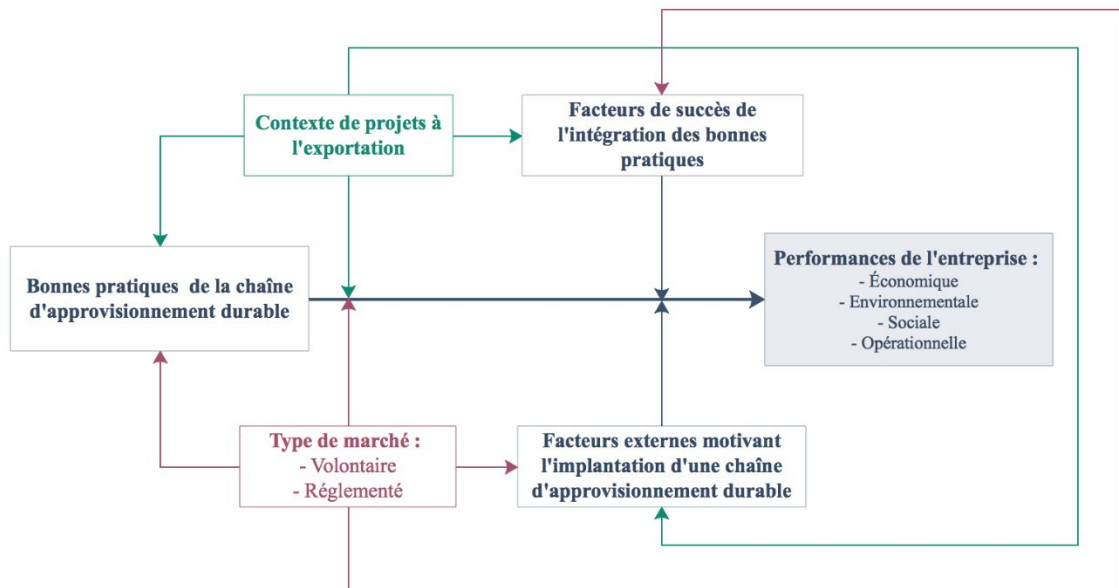 Contexte de projets à
l'exportation
Facteurs de succès de
l'intégration des bonnes
pratiques
Bonnes pratiques de la chaîne
d'approvisionnement durable
Performances de l'entreprise :
- Économique
- Environnementale
- Sociale
- Opérationnelle
Type de marché :
- Volontaire
- Réglementé
Facteurs externes motivant
l'implantation d'une chaîne
d'approvisionnement durable